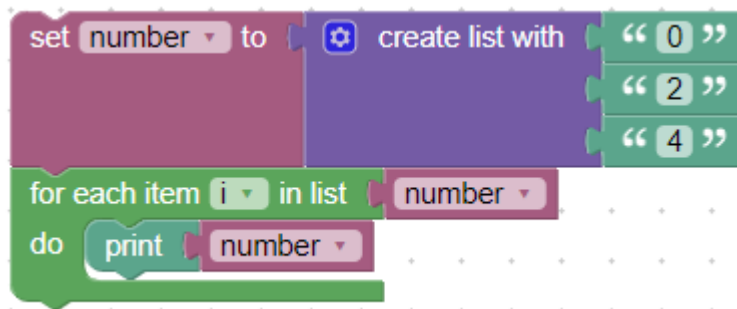 set number to create list with “ 0 ”
“ 2 ”
“ 4 ”
for each item i in list number
do print number